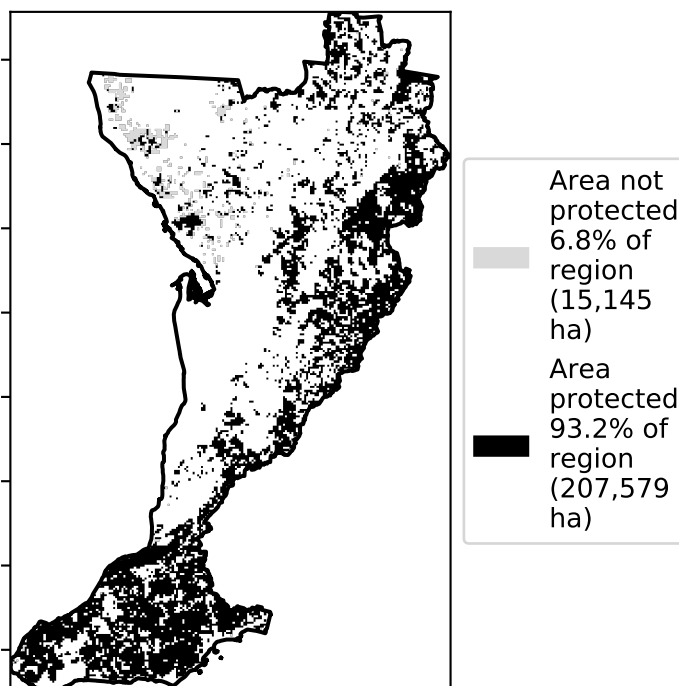 Area not
protected
6.8% of
region
(15,145
ha)
Area
protected
93.2% of
region
(207,579
ha)